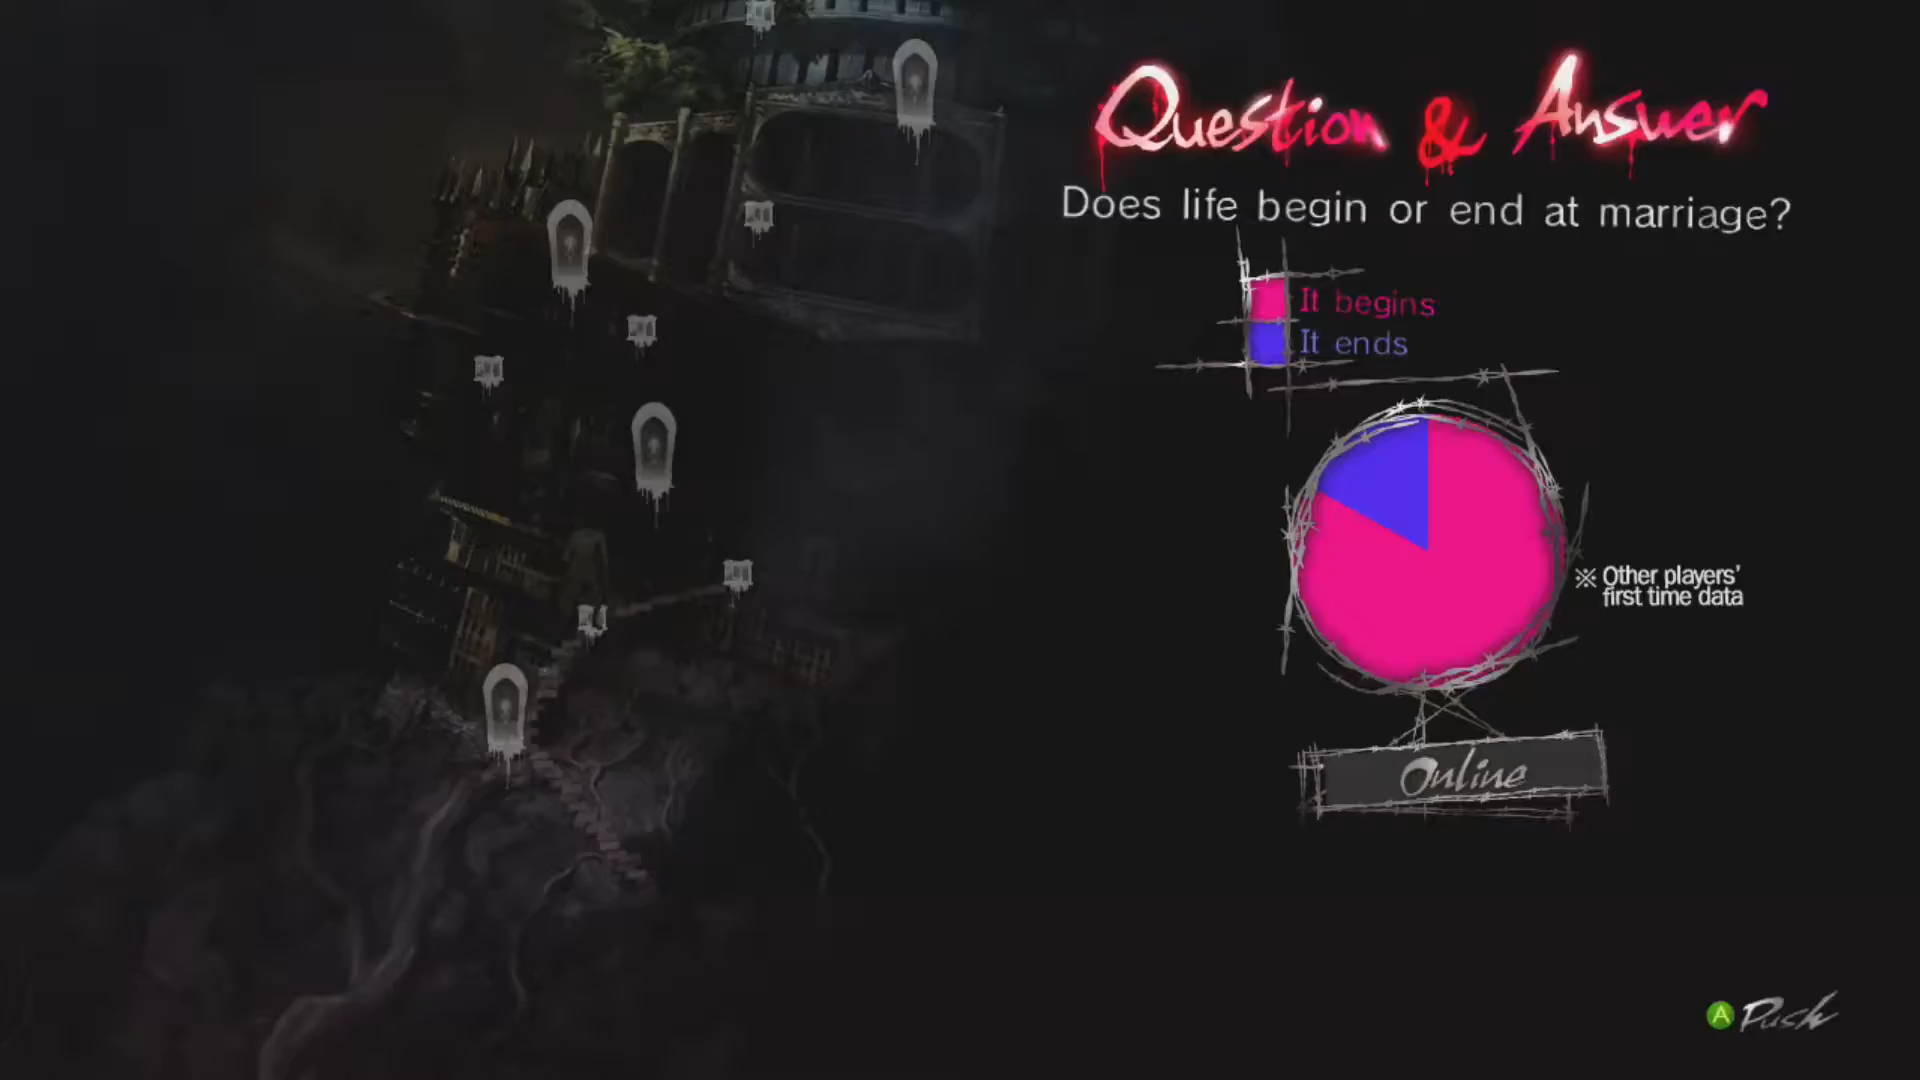 Question & Answer
Does life begin or end at marriage?
It begins
It ends
※ Other players'
first time data
Online
A Push